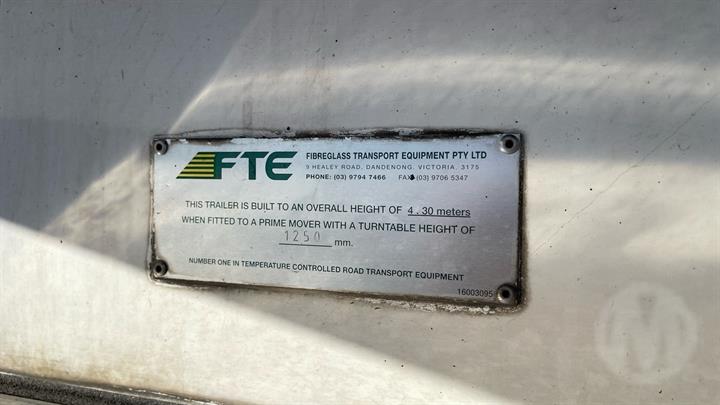 FTE
FIBREGLASS TRANSPORT EQUIPMENT PTY LTD
9 HEALEY ROAD, DANDENONG, VICTORIA, 3175
PHONE: (03) 9794 7466 FAX: (03) 9706 5347
THIS TRAILER IS BUILT TO AN OVERALL HEIGHT OF 4.30 meters
WHEN FITTED TO A PRIME MOVER WITH A TURNTABLE HEIGHT OF
1250 mm.
NUMBER ONE IN TEMPERATURE CONTROLLED ROAD TRANSPORT EQUIPMENT
16003095
M